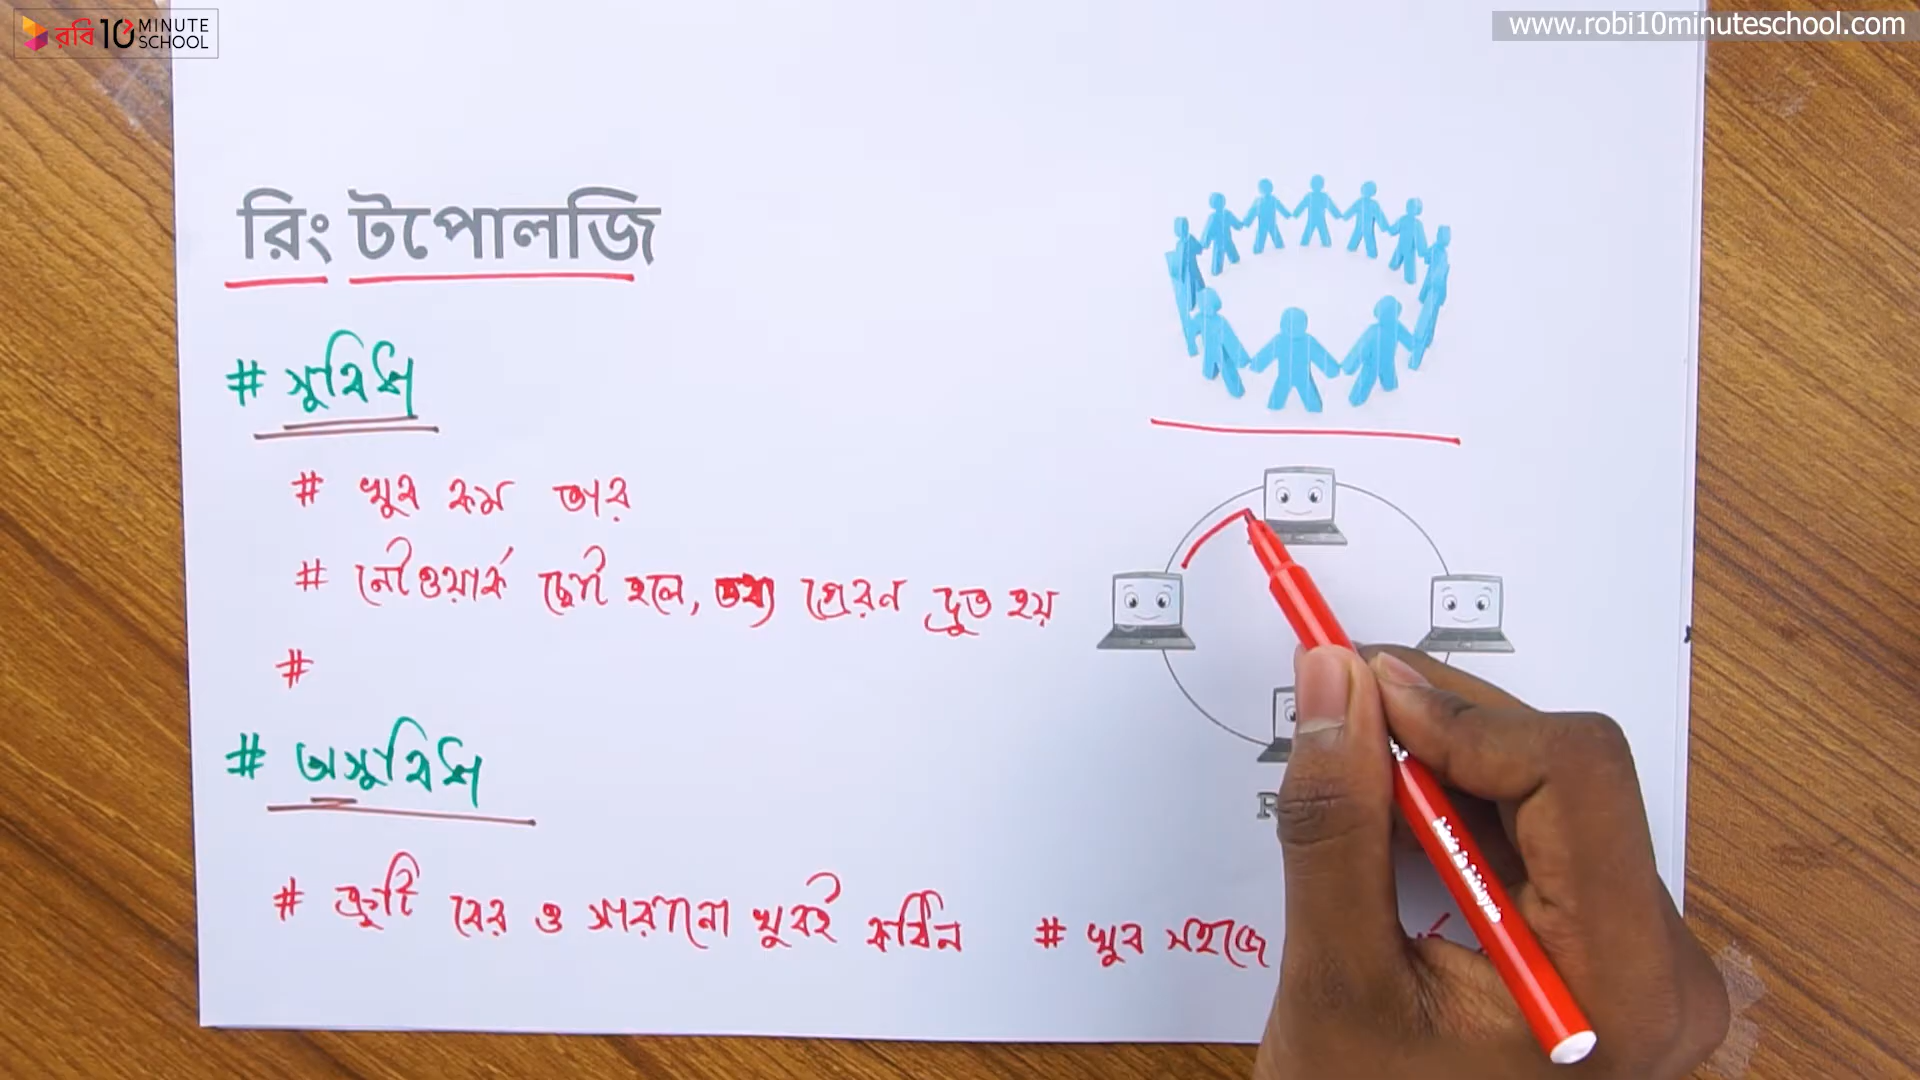 রবি 10 MINUTE SCHOOL
www.robi10minuteschool.com
রিং টপোলজি
# সুবিধা
# খুব কম তার
# নেটওয়ার্ক ছোট হলে, তথ্য প্রেরন দ্রুত হয়
#
# অসুবিধা
# ত্রুটি বের ও সারানো খুবই কঠিন
# খুব সহজে